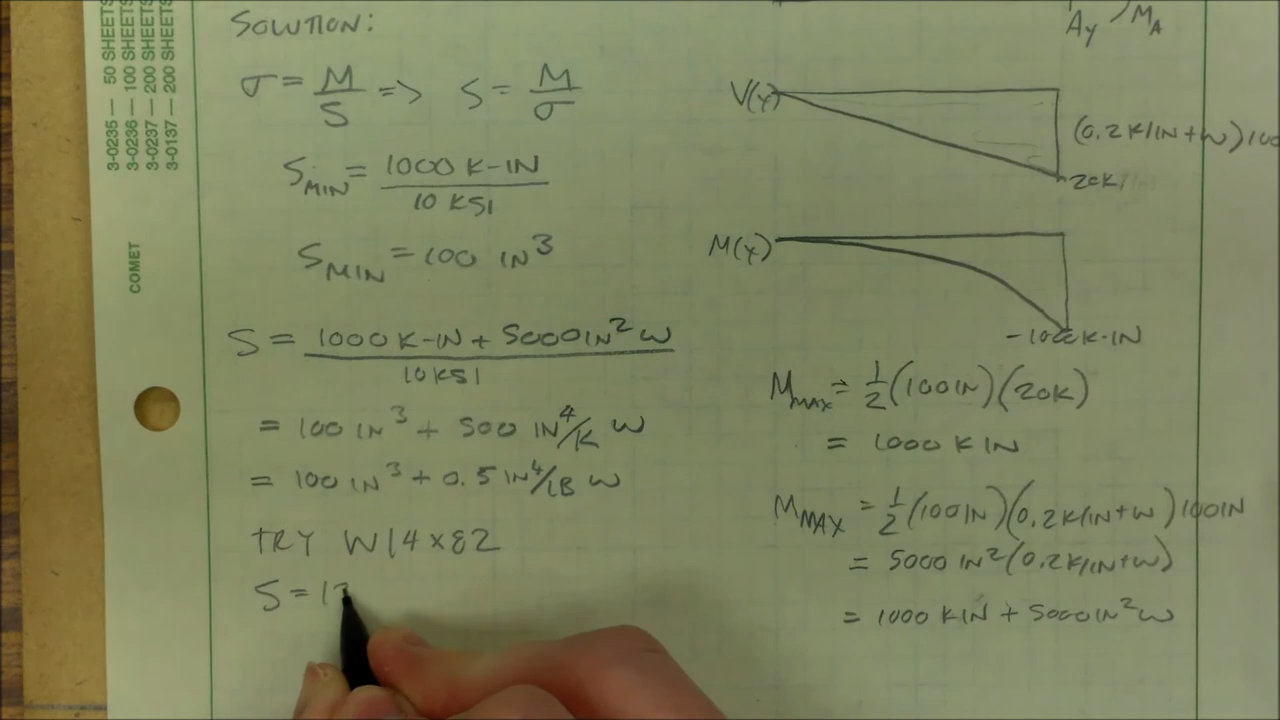 3-0235 — 50 SHEETS
3-0236 — 100 SHEETS
3-0237 — 200 SHEETS
3-0137 — 200 SHEETS
COMET
SOLUTION:
σ = M/S => S = M/σ
S_MIN = 1000 K-IN / 10 KSI
S_MIN = 100 IN³
S = 1000 K-IN + 5000 IN² W / 10 KSI
= 100 IN³ + 500 IN⁴/K W
= 100 IN³ + 0.5 IN⁴/LB W
TRY W14×82
S = 12
Ay M_A
V(x)
(0.2 K/IN + W) 100
-20K
M(x)
-1000 K-IN
M_MAX = 1/2 (100 IN)(20K)
= 1000 K IN
M_MAX = 1/2 (100 IN)(0.2 K/IN + W) 100 IN
= 5000 IN² (0.2 K/IN + W)
= 1000 K IN + 5000 IN² W